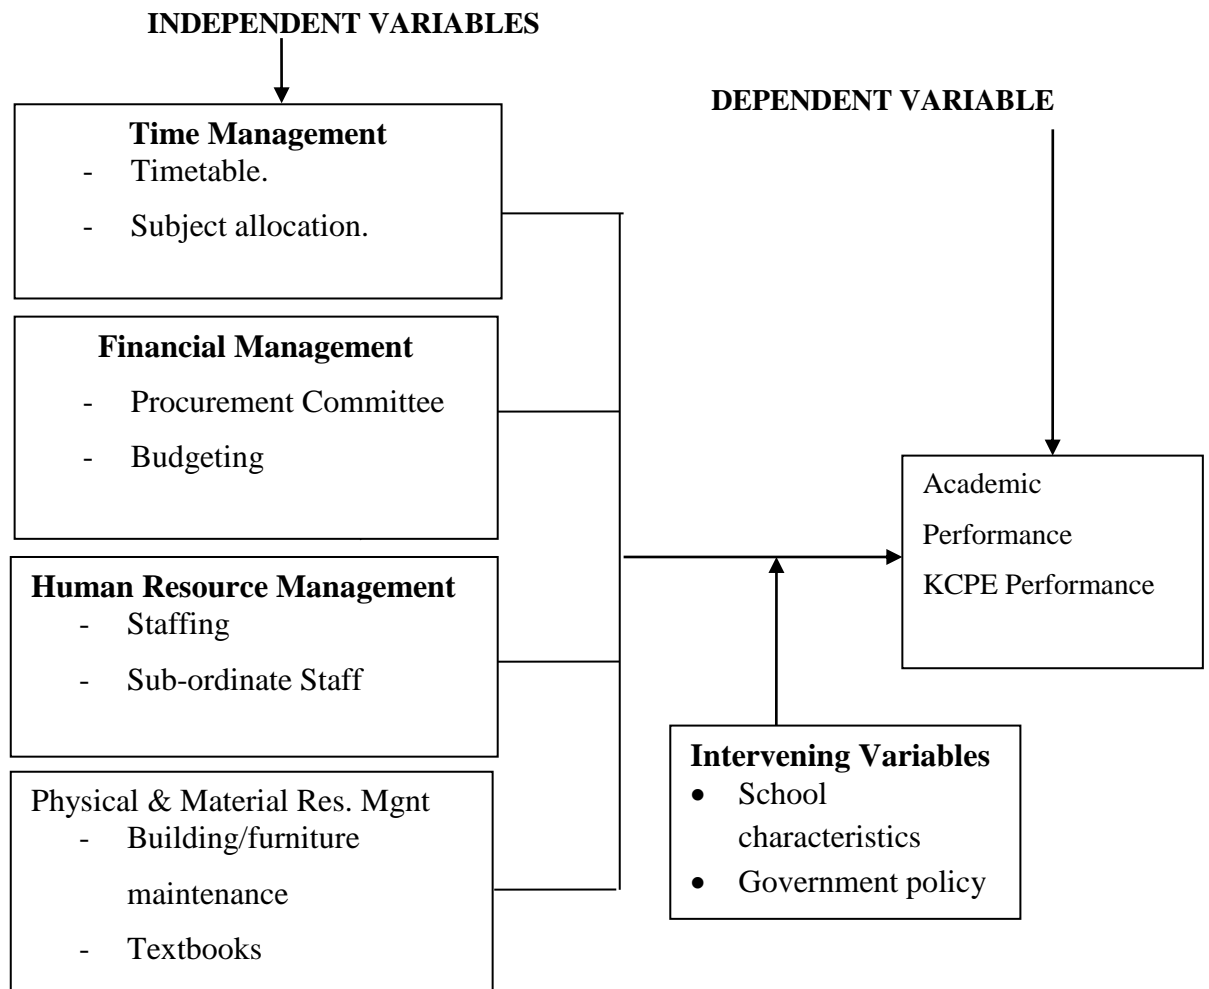 INDEPENDENT VARIABLES
DEPENDENT VARIABLE
Time Management
- Timetable.
- Subject allocation.
Financial Management
- Procurement Committee
- Budgeting
Human Resource Management
- Staffing
- Sub-ordinate Staff
Physical & Material Res. Mgnt
- Building/furniture
maintenance
- Textbooks
Academic
Performance
KCPE Performance
Intervening Variables
• School
characteristics
• Government policy